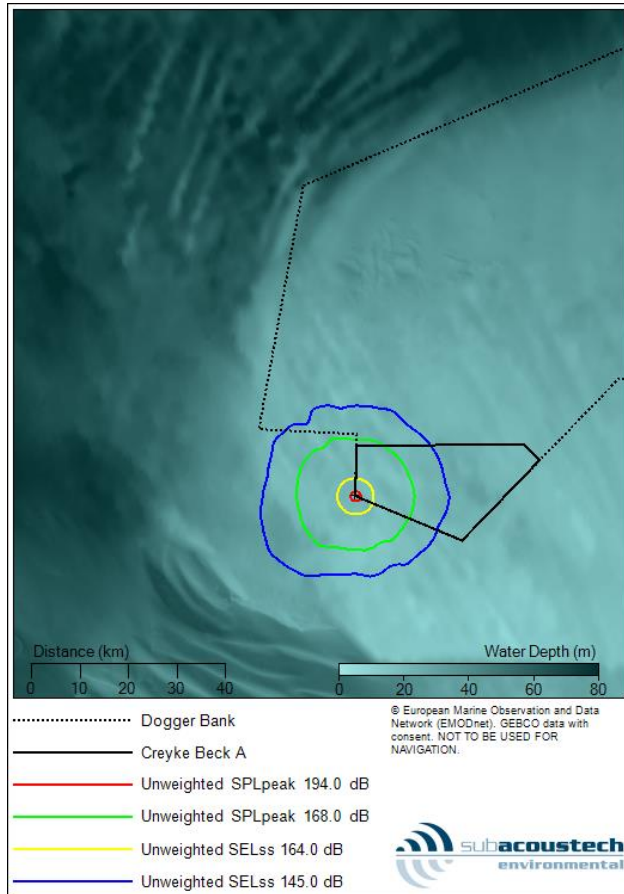 Distance (km)
0 10 20 30 40
Water Depth (m)
0 20 40 60 80
Dogger Bank
Creyke Beck A
Unweighted SPLpeak 194.0 dB
Unweighted SPLpeak 168.0 dB
Unweighted SELss 164.0 dB
Unweighted SELss 145.0 dB
© European Marine Observation and Data
Network (EMODnet). GEBCO data with
consent. NOT TO BE USED FOR
NAVIGATION.
subacoustech
environmental